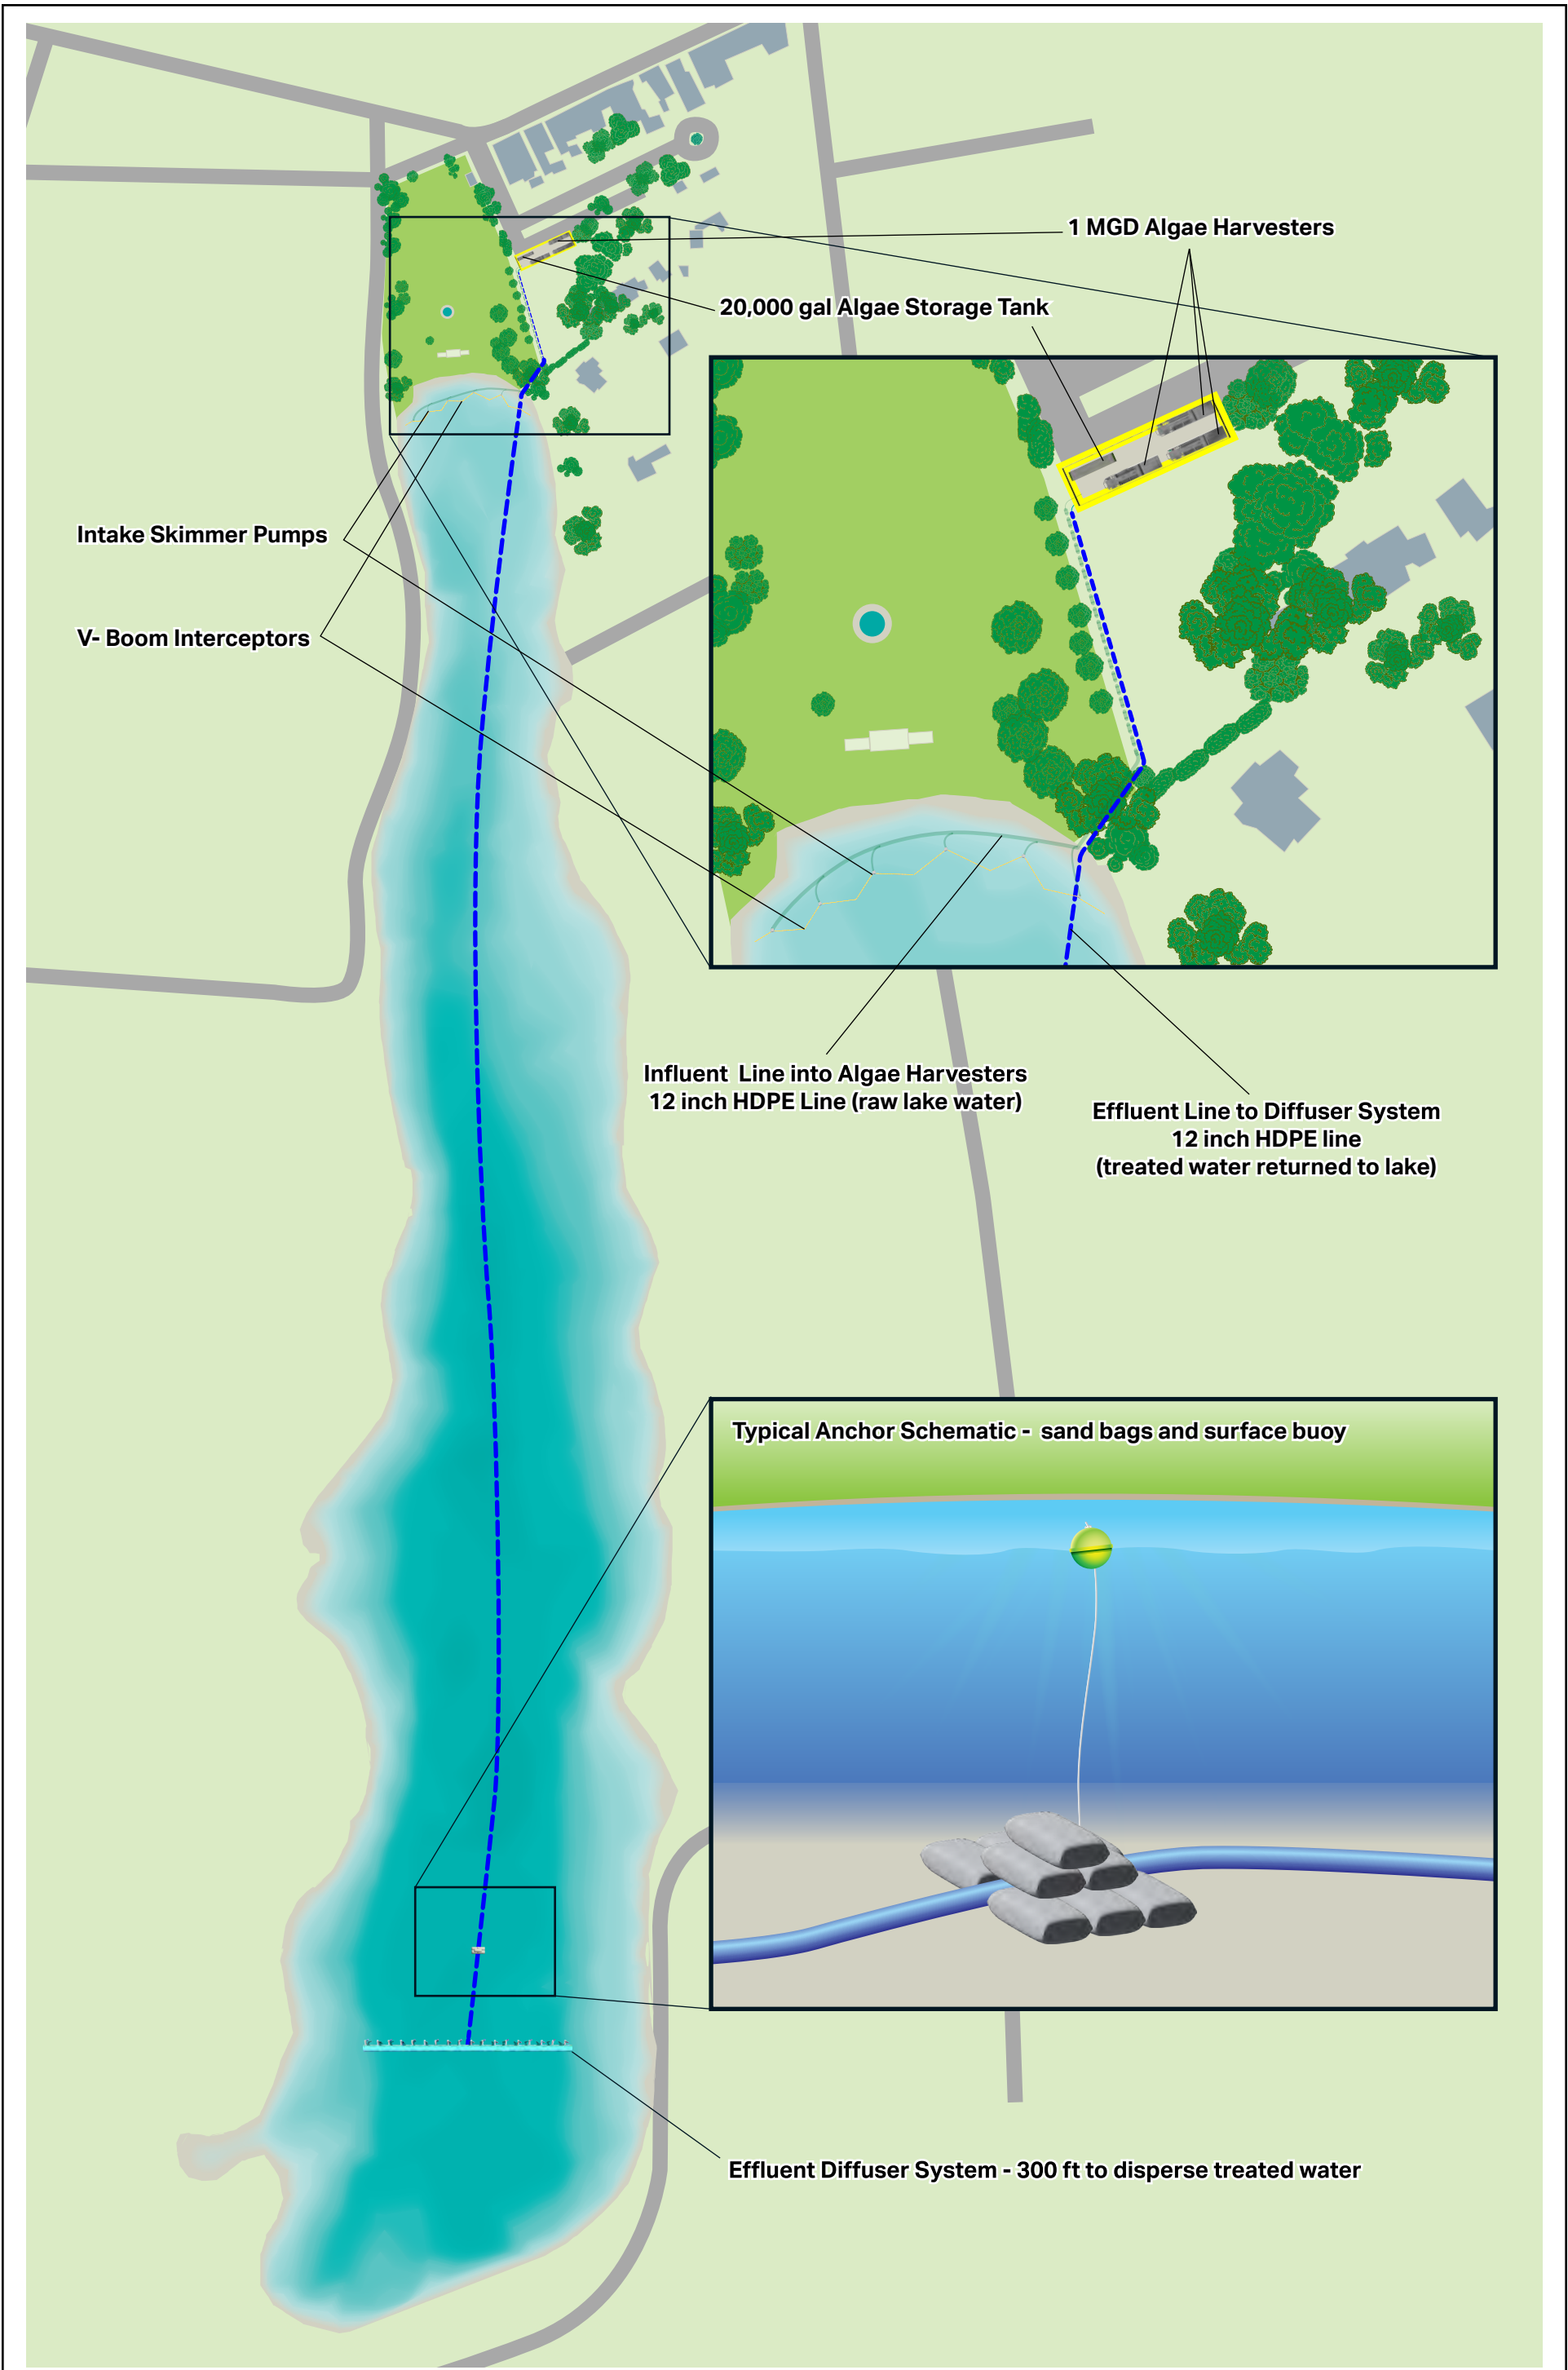 1 MGD Algae Harvesters
20,000 gal Algae Storage Tank
Intake Skimmer Pumps
V- Boom Interceptors
Influent  Line into Algae Harvesters
12 inch HDPE Line (raw lake water)
Effluent Line to Diffuser System
12 inch HDPE line
(treated water returned to lake)
Typical Anchor Schematic -  sand bags and surface buoy
Effluent Diffuser System - 300 ft to disperse treated water